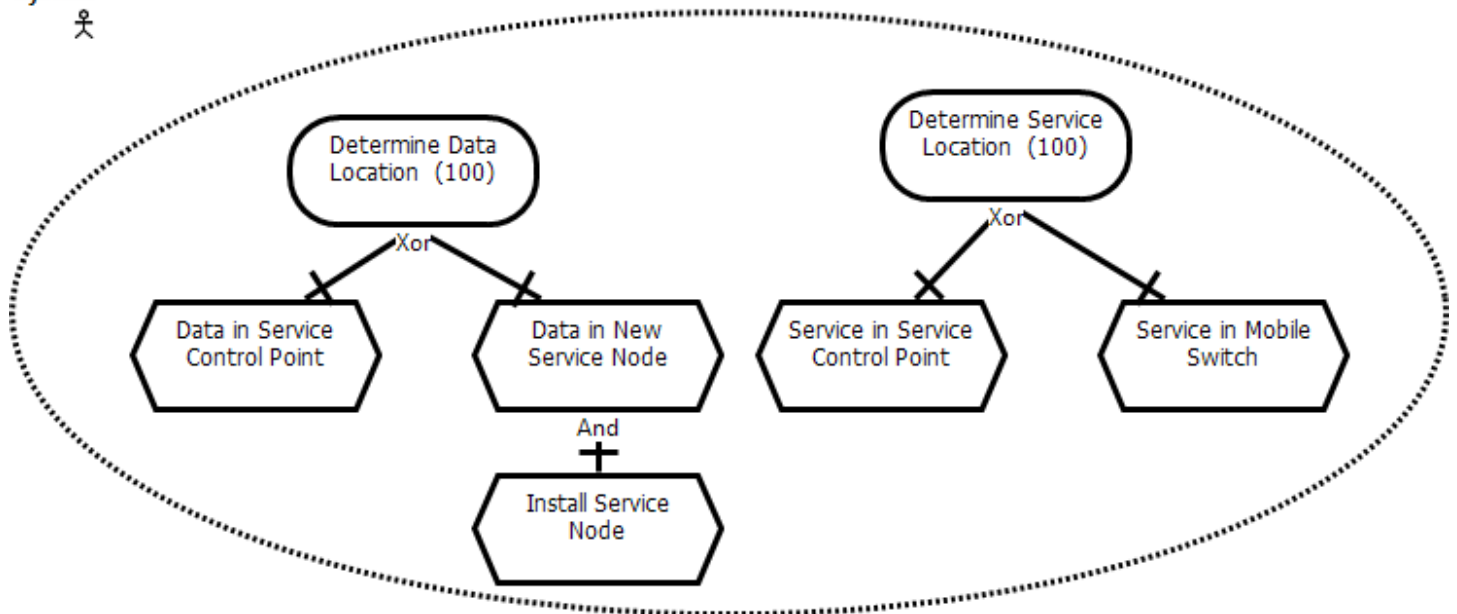 Determine Data
Location (100)
Determine Service
Location (100)
Xor
Xor
Data in Service
Control Point
Data in New
Service Node
Service in Service
Control Point
Service in Mobile
Switch
And
Install Service
Node